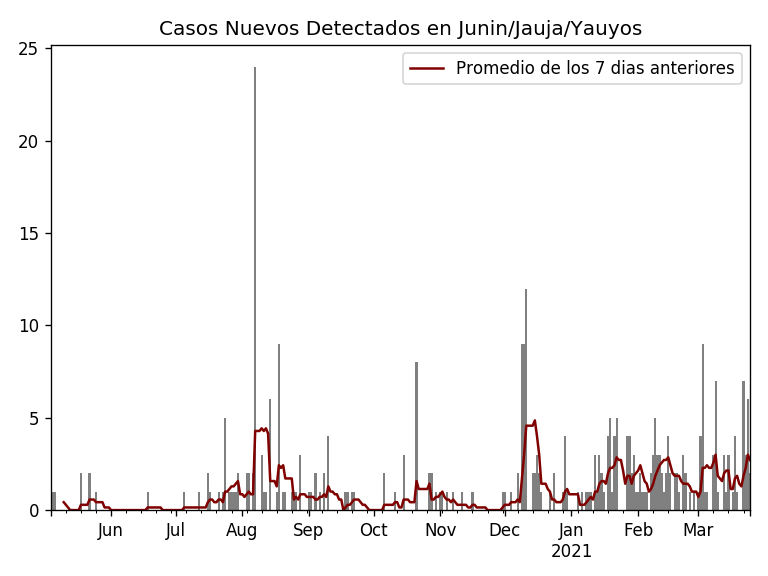 Casos Nuevos Detectados en Junin/Jauja/Yauyos
Promedio de los 7 dias anteriores
25
20
15
10
5
0
Jun Jul Aug Sep Oct Nov Dec Jan Feb Mar
2021